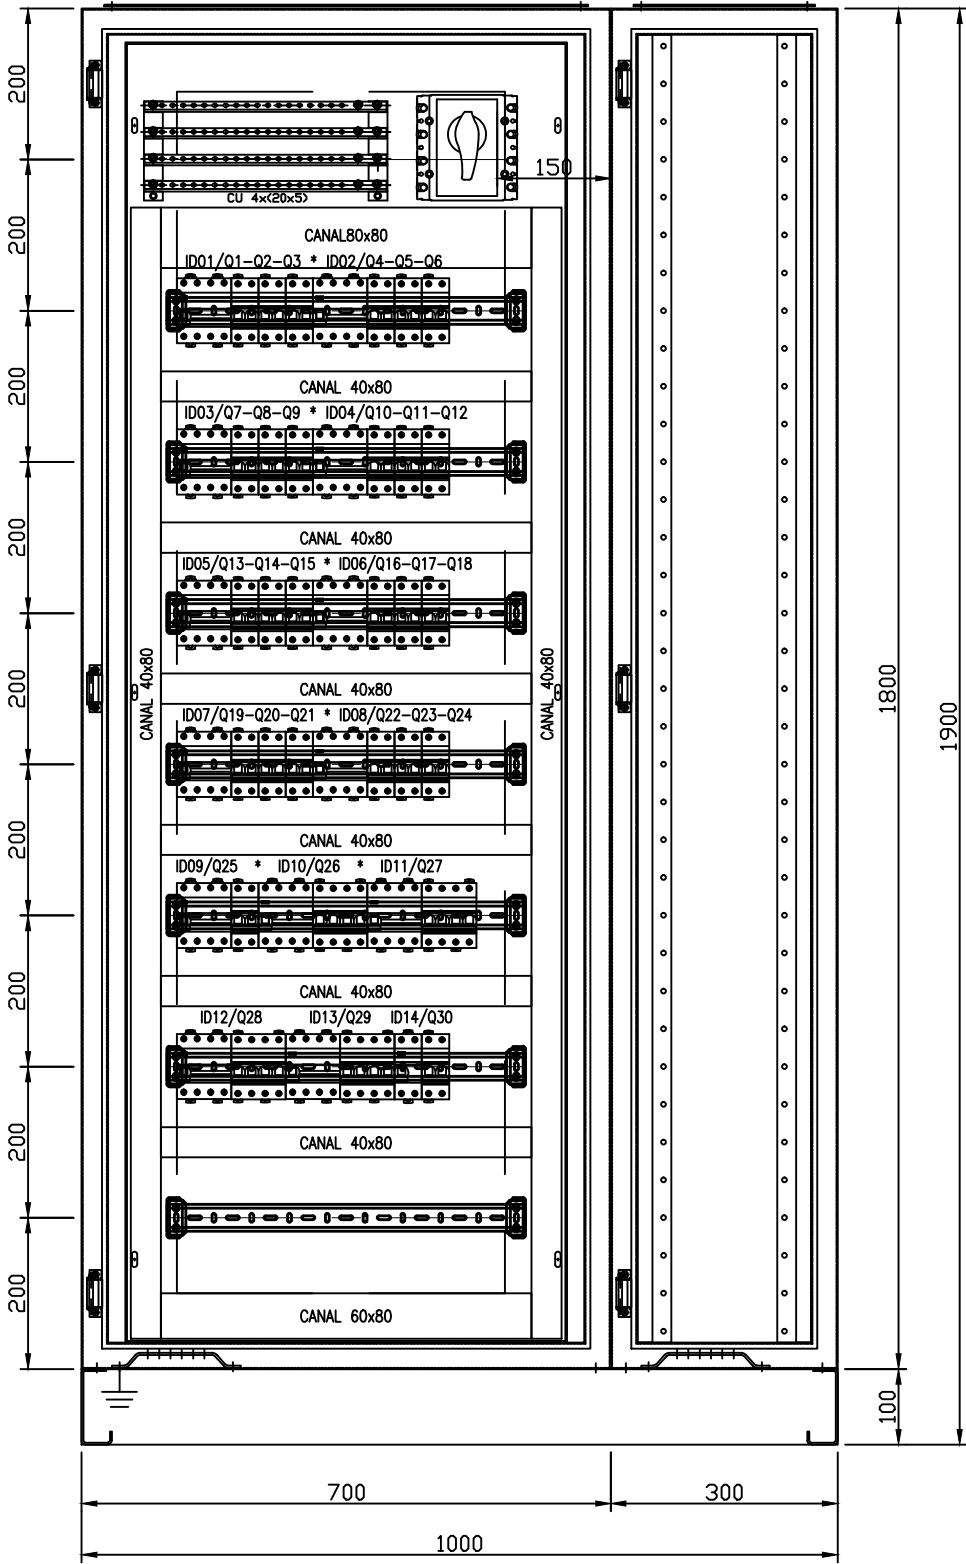 200
150
CU 4x(20x5)
200
CANAL80x80
ID01/Q1-Q2-Q3 * ID02/Q4-Q5-Q6
200
CANAL 40x80
ID03/Q7-Q8-Q9 * ID04/Q10-Q11-Q12
200
CANAL 40x80
ID05/Q13-Q14-Q15 * ID06/Q16-Q17-Q18
200
CANAL 40x80
CANAL 40x80
CANAL 40x80
1800
1900
ID07/Q19-Q20-Q21 * ID08/Q22-Q23-Q24
200
CANAL 40x80
ID09/Q25 * ID10/Q26 * ID11/Q27
200
CANAL 40x80
ID12/Q28 ID13/Q29 ID14/Q30
200
CANAL 40x80
200
CANAL 60x80
100
700
300
1000